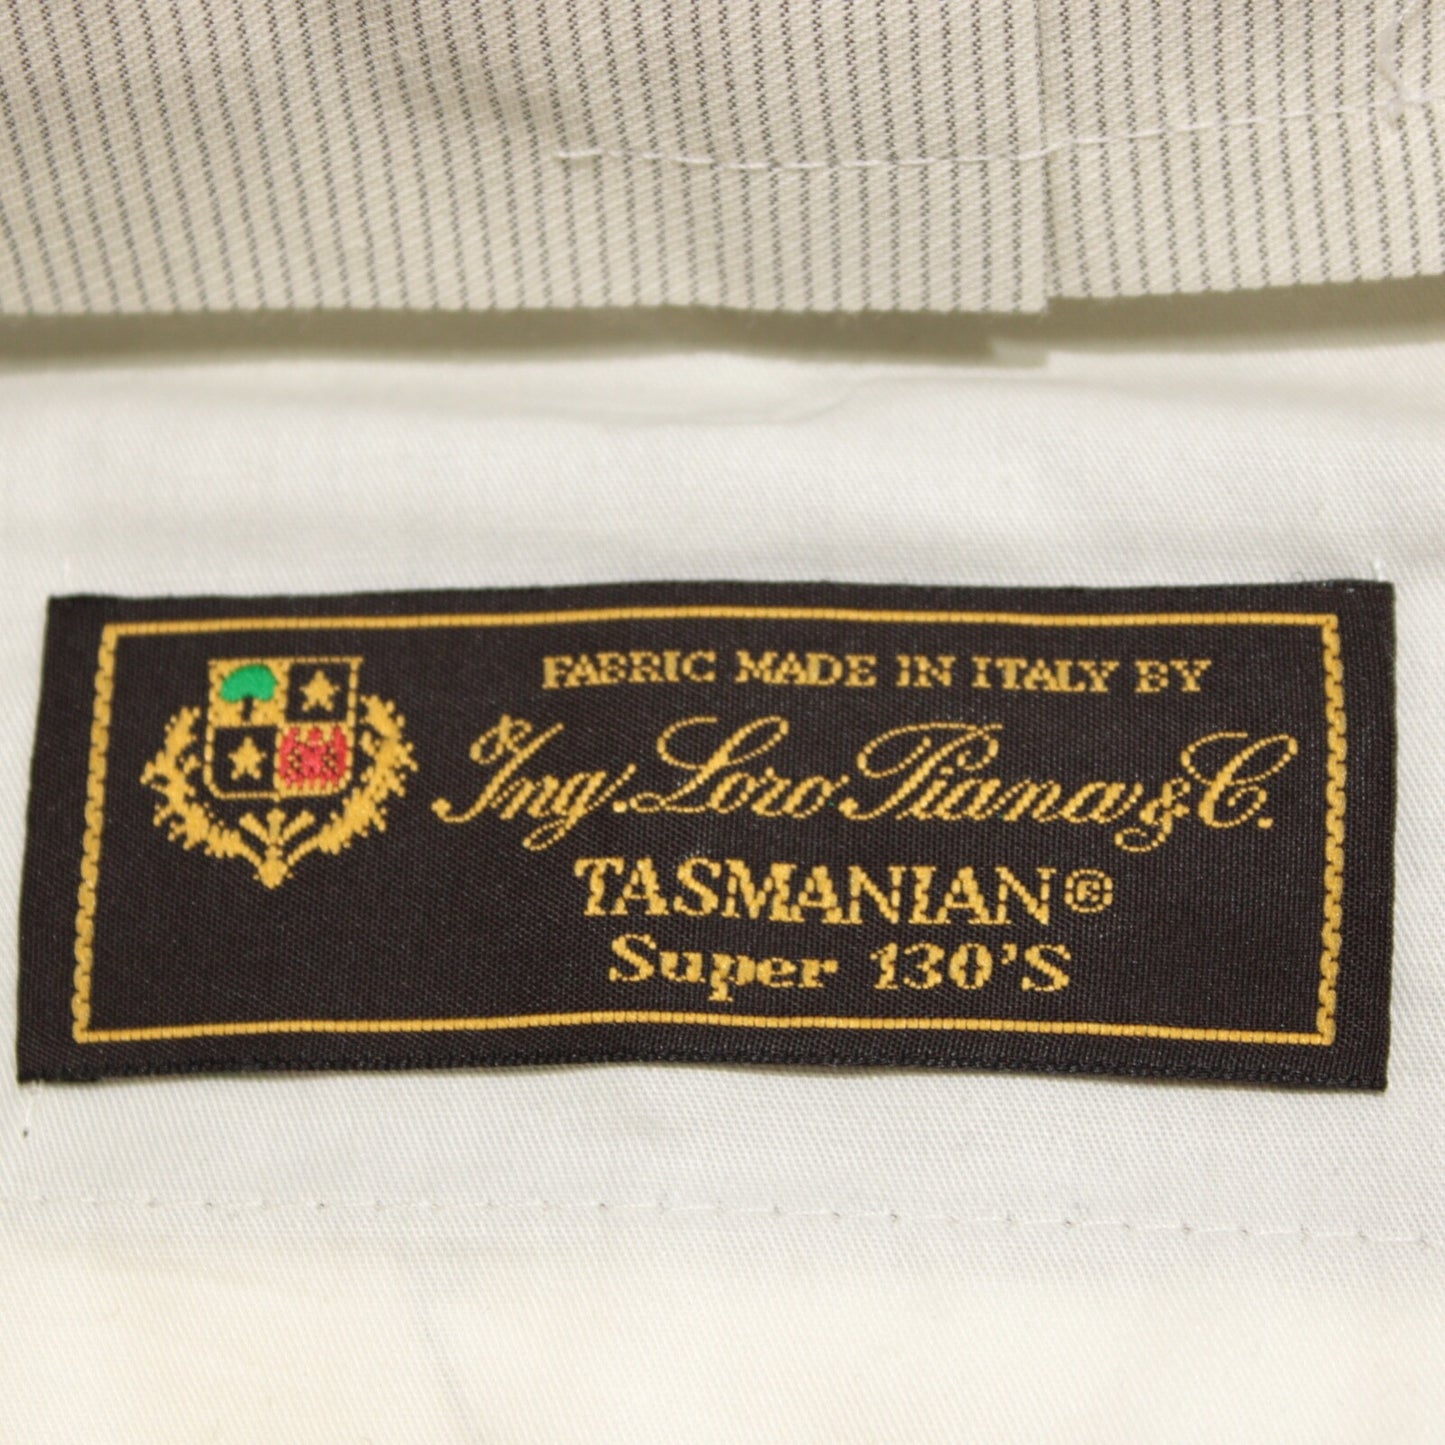 FABRIC MADE IN ITALY BY
Ing. Loro Piana & C.
TASMANIAN®
Super 130'S